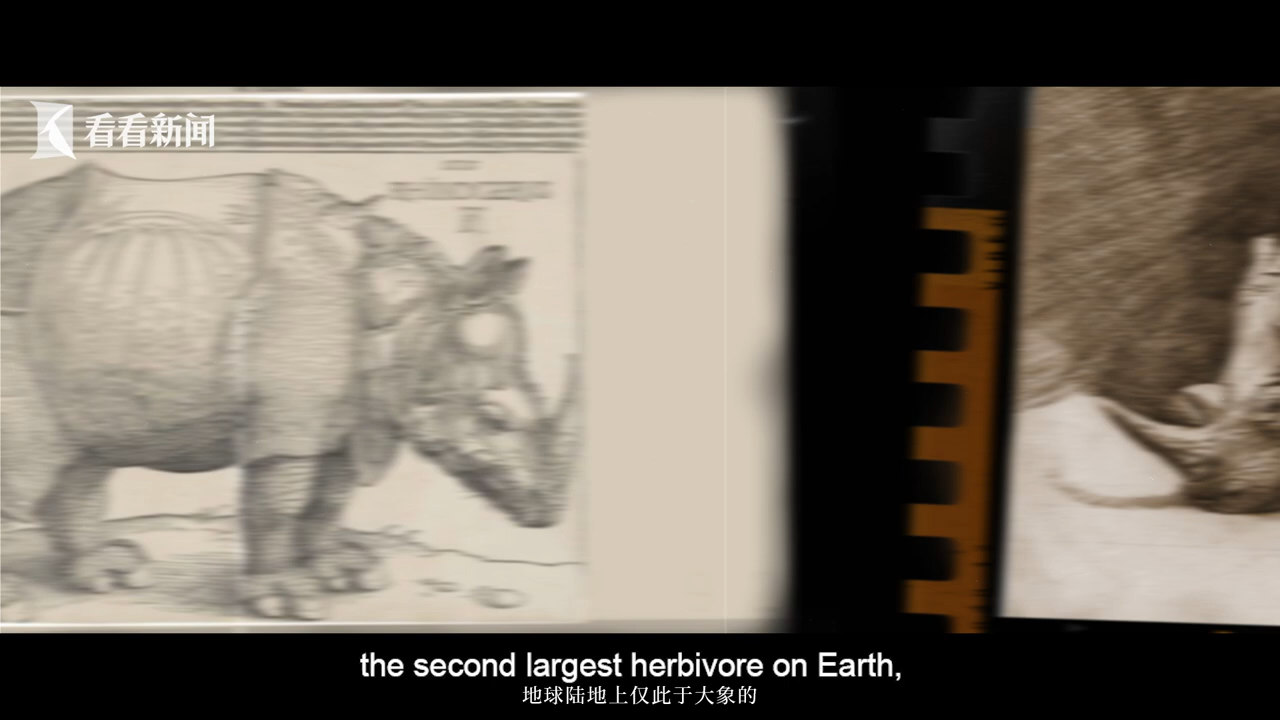 看看新闻
the second largest herbivore on Earth,
地球陆地上仅此于大象的